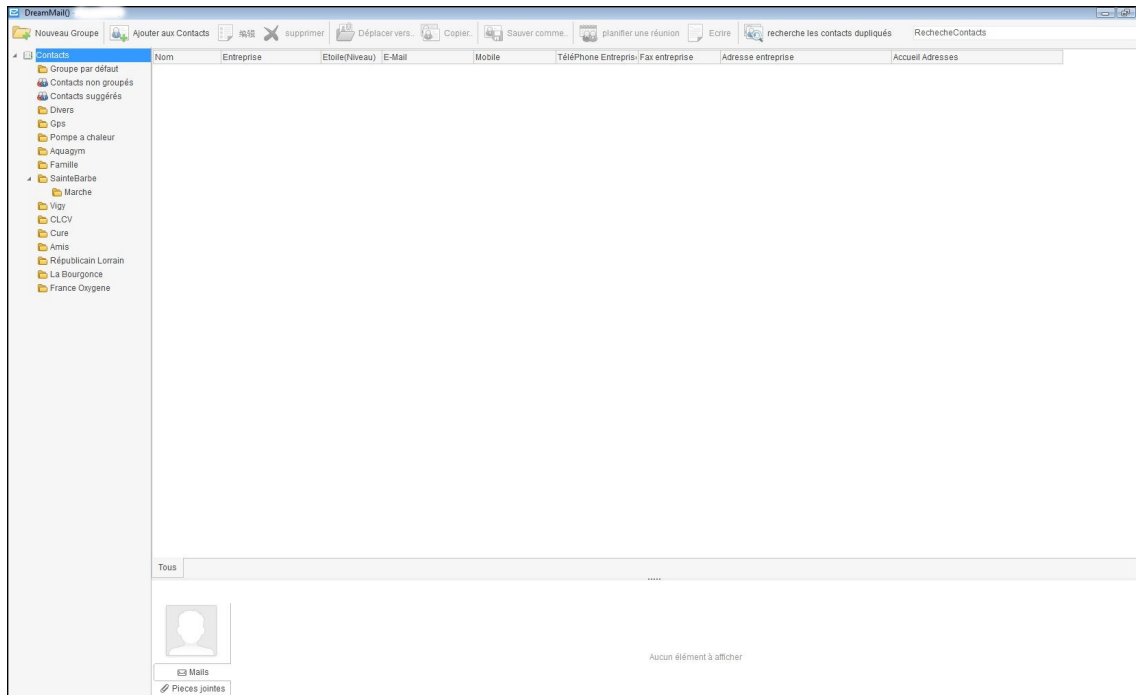 DreamMail()
Nouveau Groupe Ajouter aux Contacts 编辑 supprimer Déplacer vers.. Copier.. Sauver comme.. planifier une réunion Ecrire recherche les contacts dupliqués RechecheContacts
Contacts
Nom Entreprise Etoile(Niveau) E-Mail Mobile TéléPhone Entrepris Fax entreprise Adresse entreprise Accueil Adresses
Groupe par défaut
Contacts non groupés
Contacts suggérés
Divers
Gps
Pompe a chaleur
Aquagym
Famille
SainteBarbe
Marche
Vigy
CLCV
Cure
Amis
Républicain Lorrain
La Bourgonce
France Oxygene
Tous
Aucun élément à afficher
Mails
Pieces jointes